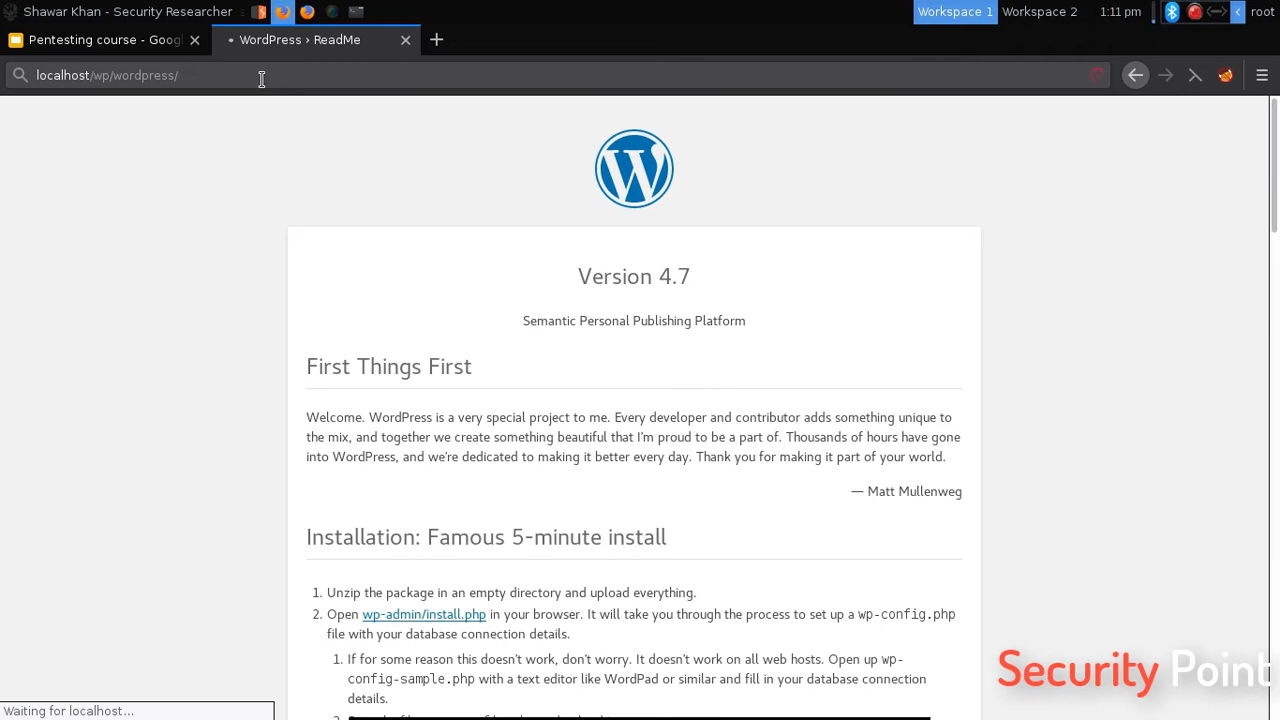 Shawar Khan - Security Researcher
Workspace 1 Workspace 2 1:11 pm root
Pentesting course - Goog
WordPress › ReadMe
localhost/wp/wordpress/
Version 4.7
Semantic Personal Publishing Platform
First Things First
Welcome. WordPress is a very special project to me. Every developer and contributor adds something unique to
the mix, and together we create something beautiful that I'm proud to be a part of. Thousands of hours have gone
into WordPress, and we're dedicated to making it better every day. Thank you for making it part of your world.
— Matt Mullenweg
Installation: Famous 5-minute install
1. Unzip the package in an empty directory and upload everything.
2. Open wp-admin/install.php in your browser. It will take you through the process to set up a wp-config.php
file with your database connection details.
1. If for some reason this doesn't work, don't worry. It doesn't work on all web hosts. Open up wp-
config-sample.php with a text editor like WordPad or similar and fill in your database connection
details.
Security Point
Waiting for localhost...